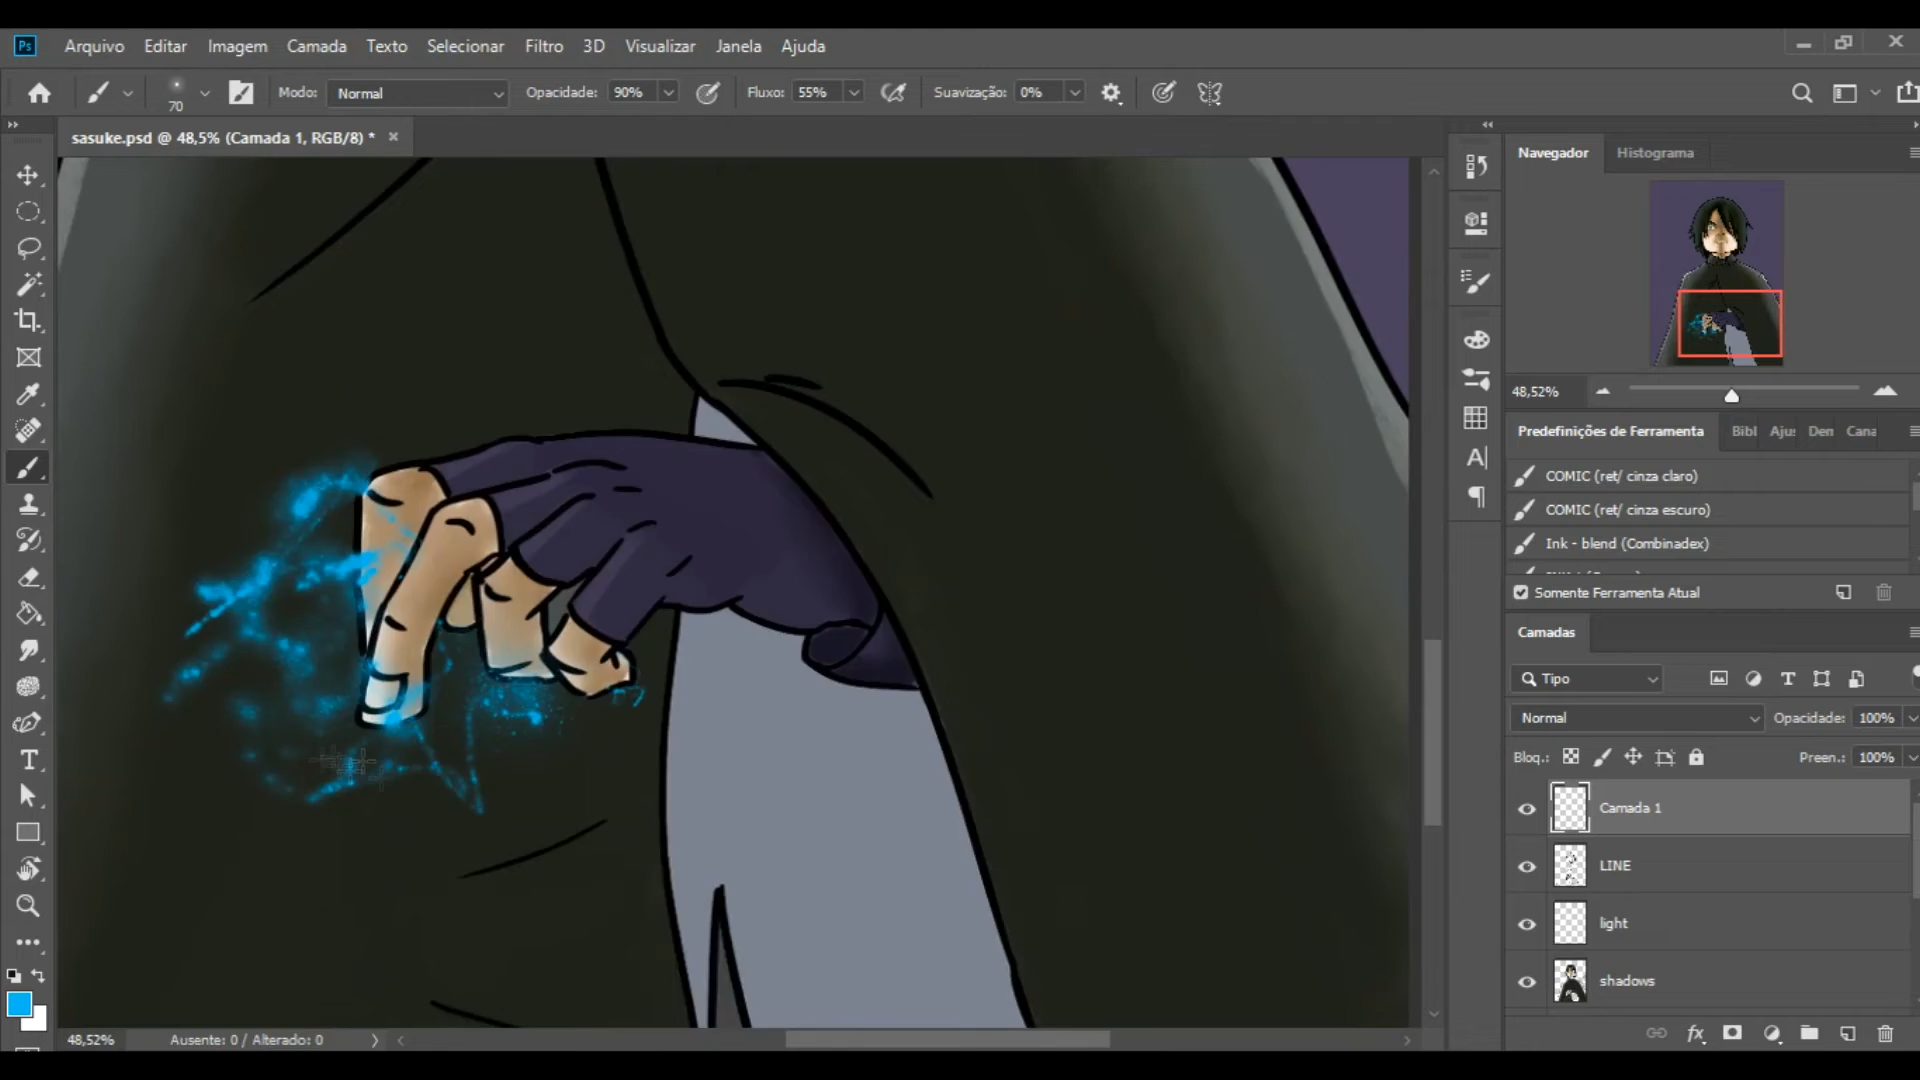 Ps Arquivo Editar Imagem Camada Texto Selecionar Filtro 3D Visualizar Janela Ajuda
70 Modo: Normal Opacidade: 90% Fluxo: 55% Suavização: 0%
sasuke.psd @ 48,5% (Camada 1, RGB/8) *
Navegador Histograma
48,52%
Predefinições de Ferramenta Bibl Ajus Den Cana
COMIC (ret/ cinza claro)
COMIC (ret/ cinza escuro)
Ink - blend (Combinadex)
Somente Ferramenta Atual
Camadas
Tipo
Normal Opacidade: 100%
Bloq.: Preen.: 100%
Camada 1
LINE
light
shadows
48,52% Ausente: 0 / Alterado: 0